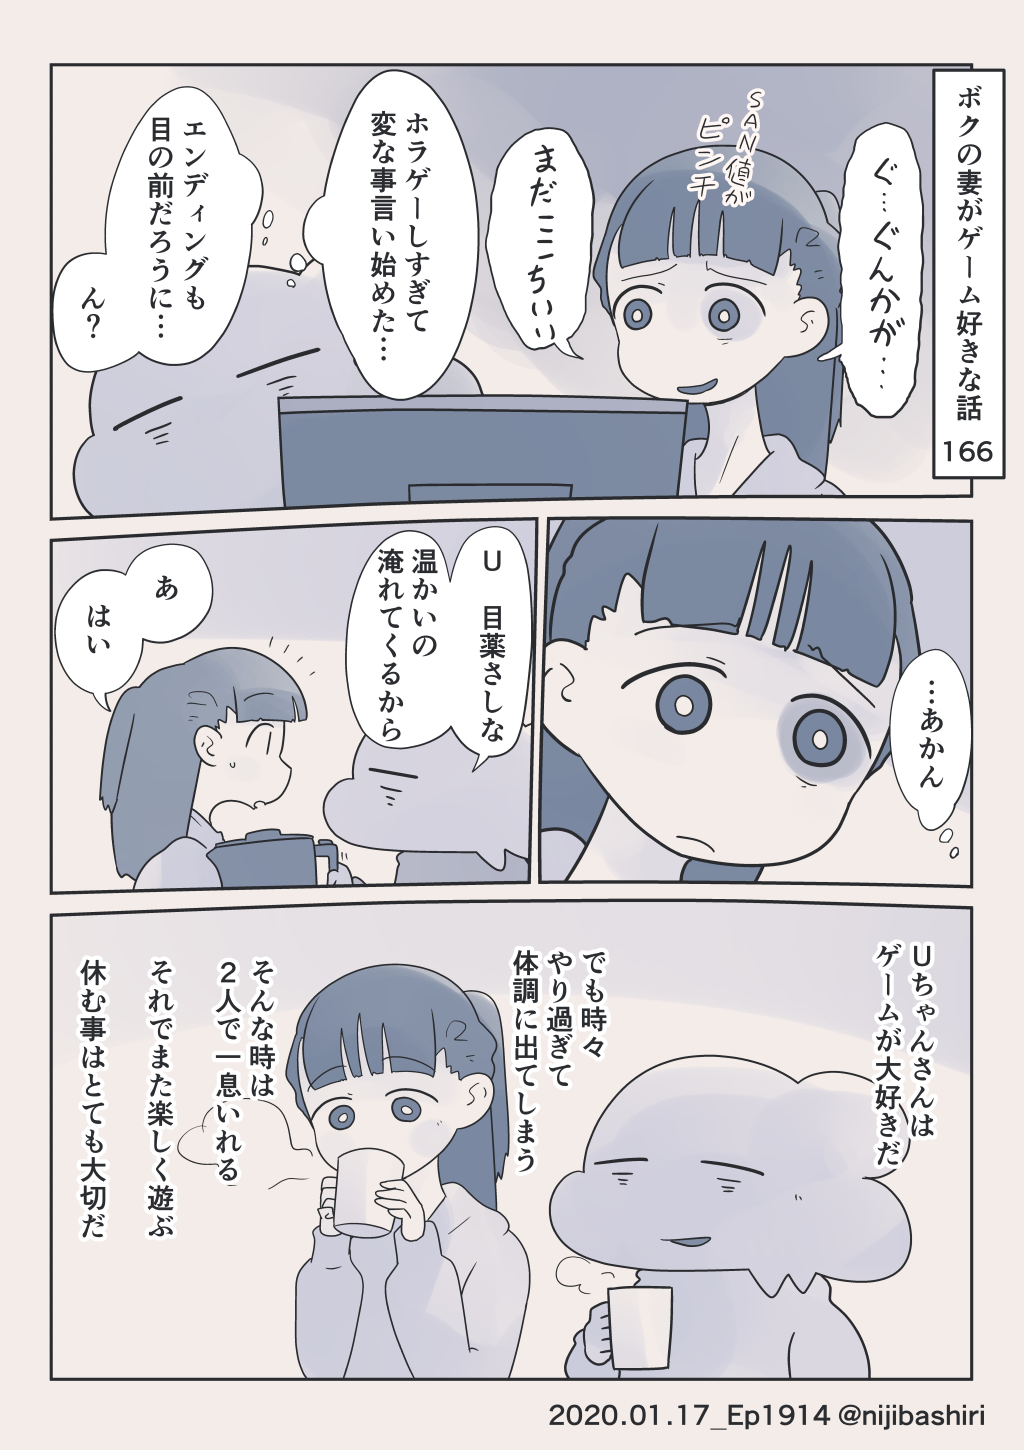 ボクの妻がゲーム好きな話
166
ぐ…ぐんかが…
SAN値が
ピンチ
まだここちいい
ホラゲーしすぎて
変な事言い始めた…
エンディングも
目の前だろうに…
ん?
…あかん
U 目薬さしな
温かいの
淹れてくるから
あ
はい
Uちゃんさんは
ゲームが大好きだ
でも時々
やり過ぎて
体調に出てしまう
そんな時は
2人で一息いれる
それでまた楽しく遊ぶ
休む事はとても大切だ
2020.01.17_Ep1914 @nijibashiri